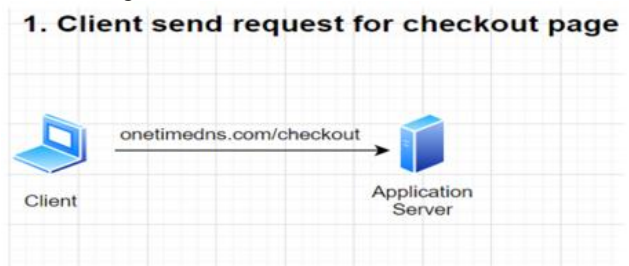 1. Client send request for checkout page
onetimedns.com/checkout
Client
Application
Server